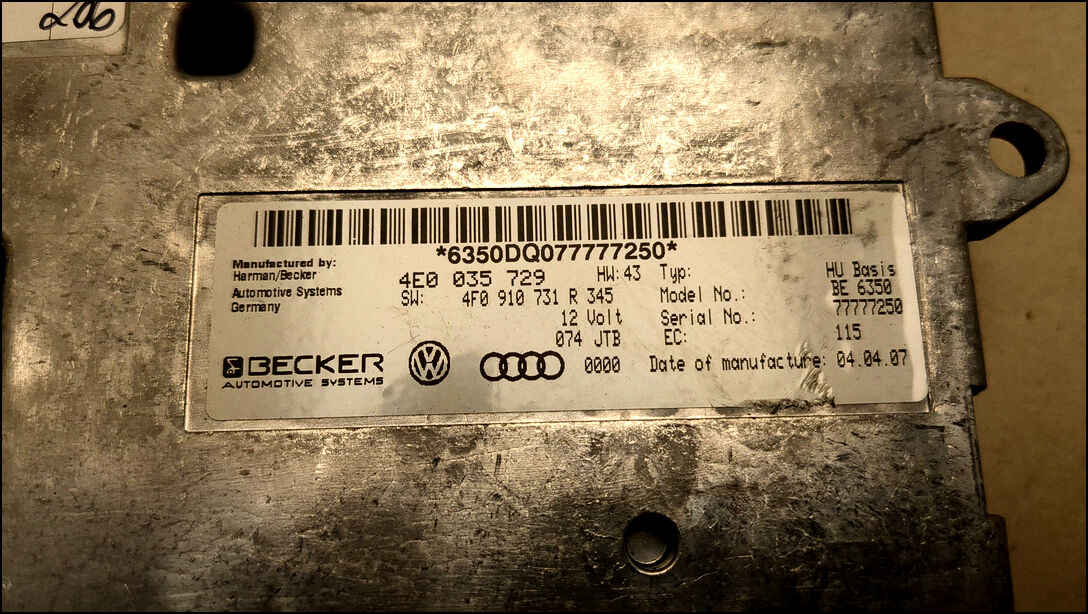 206
*6350DQ077777250*
Manufactured by:
Harman/Becker
Automotive Systems
Germany
4E0 035 729 HW:43
SW: 4F0 910 731 R 345
12 Volt
074 JTB
0000
Typ: HU Basis
Model No.: BE 6350
Serial No.: 77777250
EC: 115
Date of manufacture: 04.04.07
BECKER
AUTOMOTIVE SYSTEMS
VW